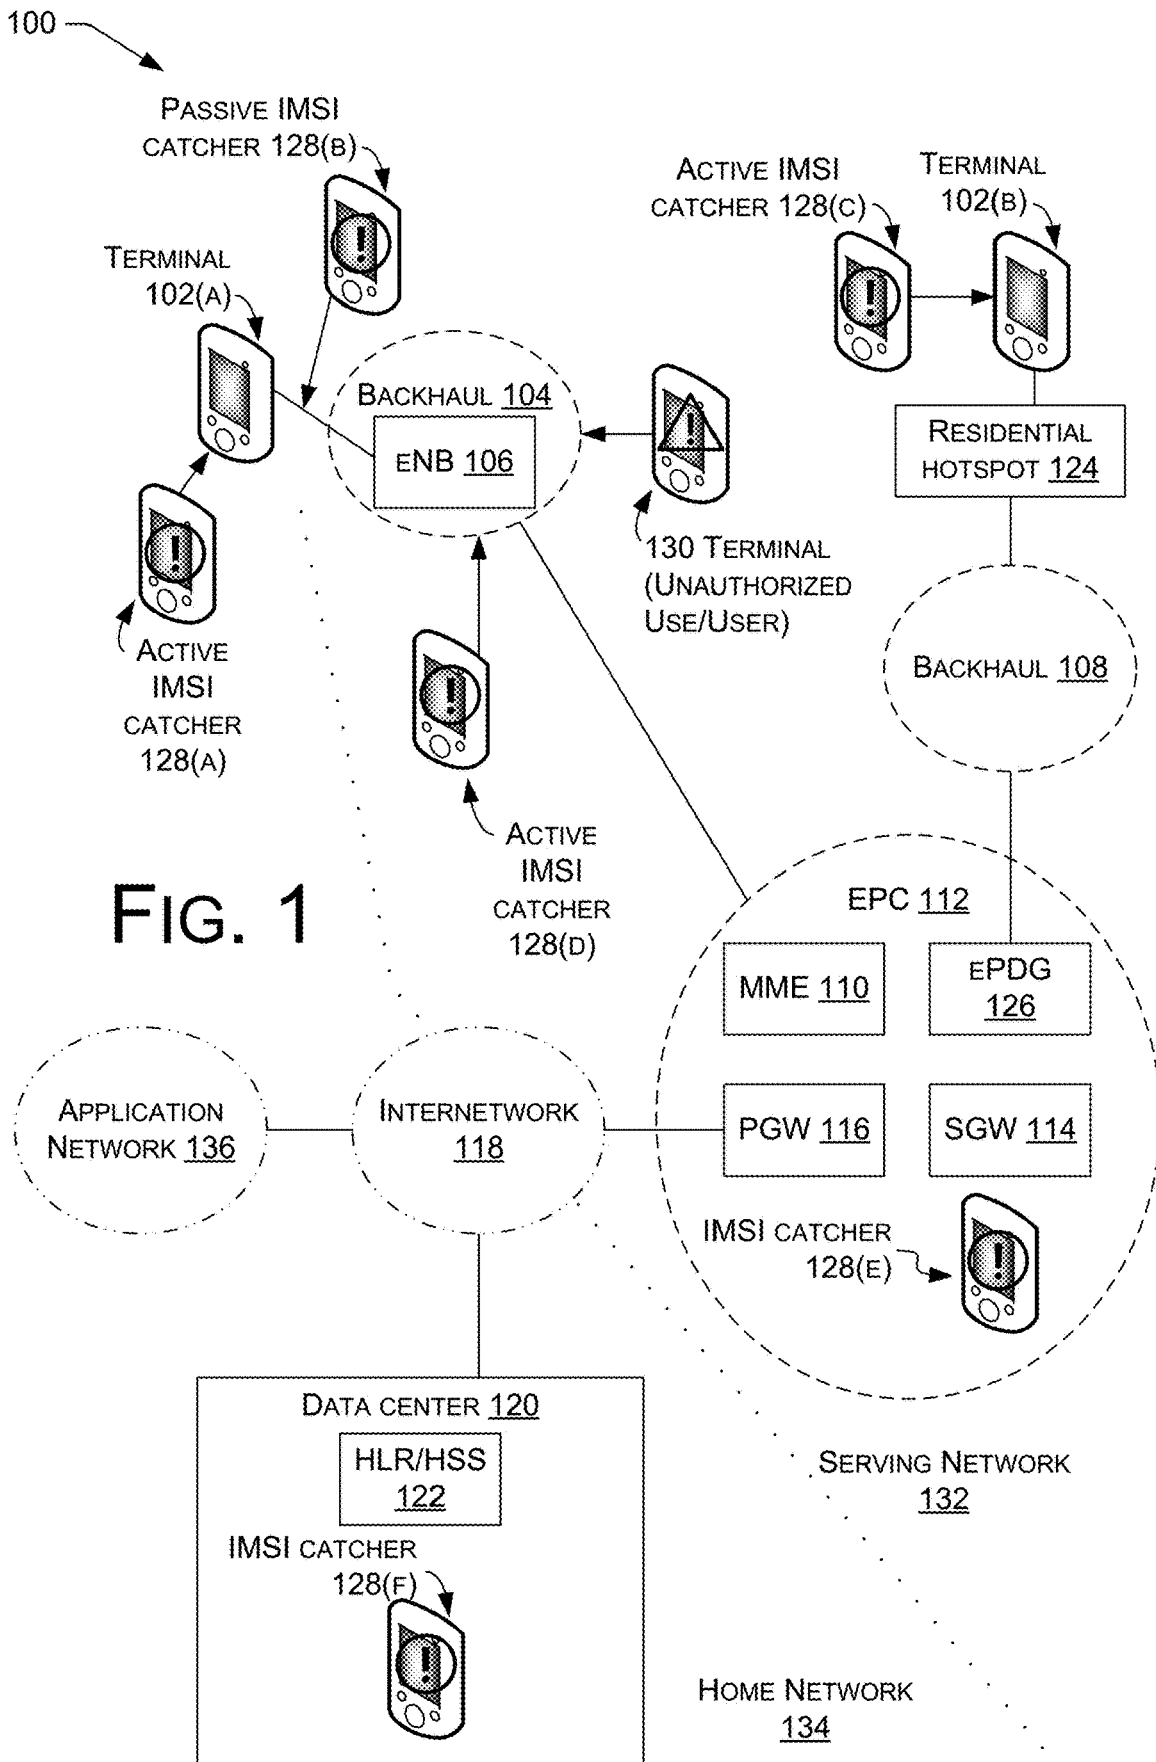 100
PASSIVE IMSI
CATCHER 128(B)
ACTIVE IMSI
CATCHER 128(C)
TERMINAL
102(B)
TERMINAL
102(A)
BACKHAUL 104
ENB 106
RESIDENTIAL
HOTSPOT 124
130 TERMINAL
(UNAUTHORIZED
USE/USER)
ACTIVE
IMSI
CATCHER
128(A)
BACKHAUL 108
ACTIVE
IMSI
CATCHER
128(D)
FIG. 1
EPC 112
MME 110
EPDG
126
APPLICATION
NETWORK 136
INTERNETWORK
118
PGW 116
SGW 114
IMSI CATCHER
128(E)
DATA CENTER 120
HLR/HSS
122
IMSI CATCHER
128(F)
SERVING NETWORK
132
HOME NETWORK
134